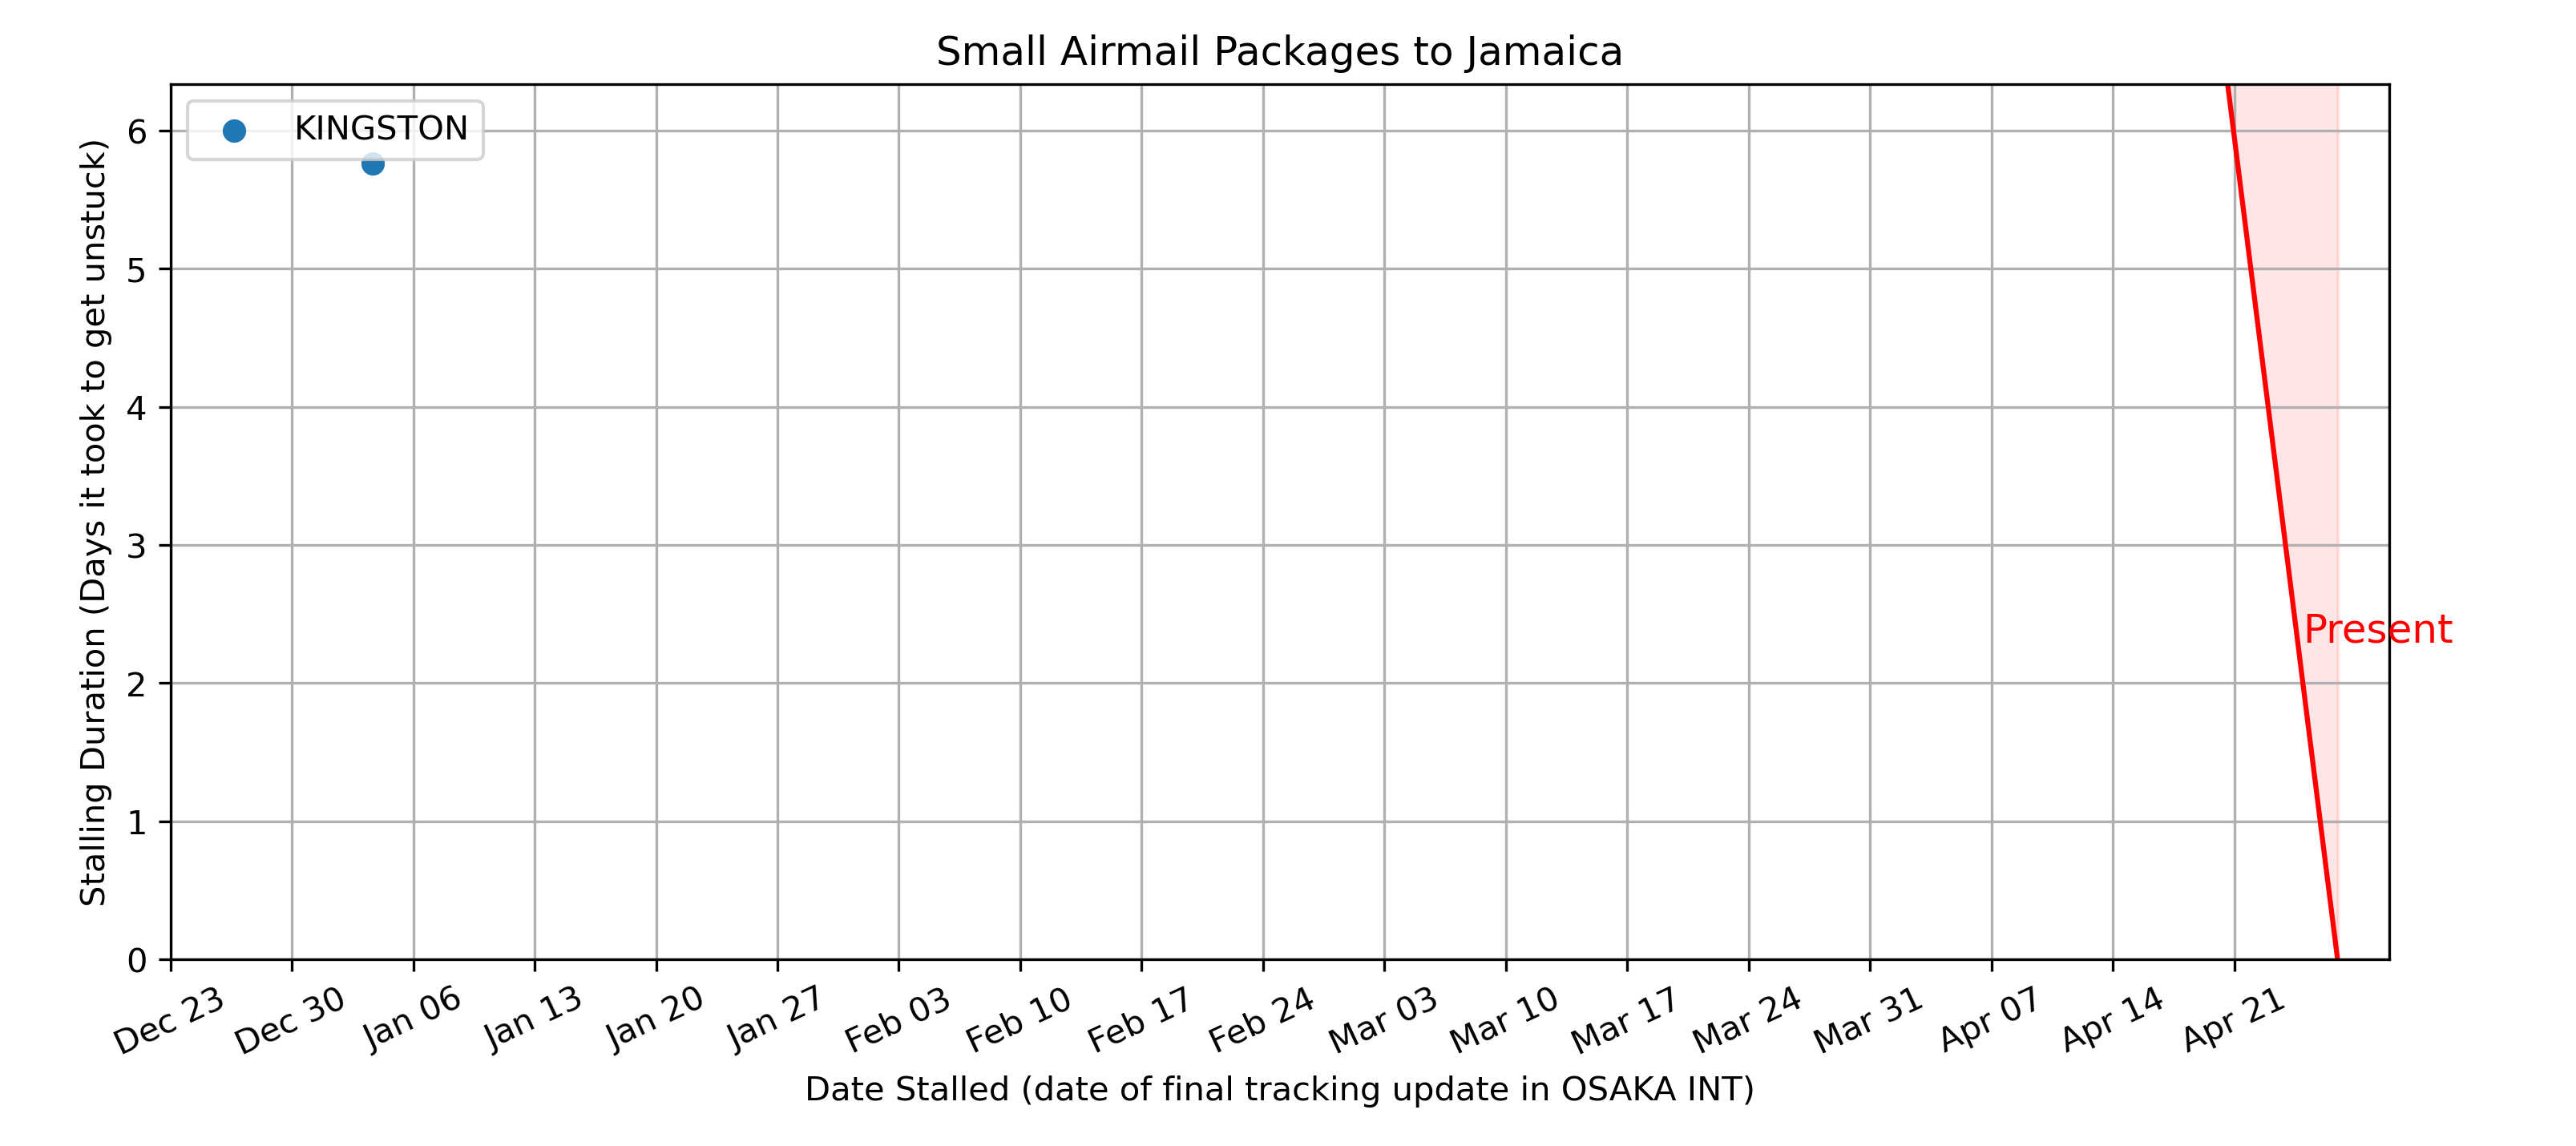 Small Airmail Packages to Jamaica
KINGSTON
Stalling Duration (Days it took to get unstuck)
6
5
4
3
2
1
0
Present
Dec 23
Dec 30
Jan 06
Jan 13
Jan 20
Jan 27
Feb 03
Feb 10
Feb 17
Feb 24
Mar 03
Mar 10
Mar 17
Mar 24
Mar 31
Apr 07
Apr 14
Apr 21
Date Stalled (date of final tracking update in OSAKA INT)